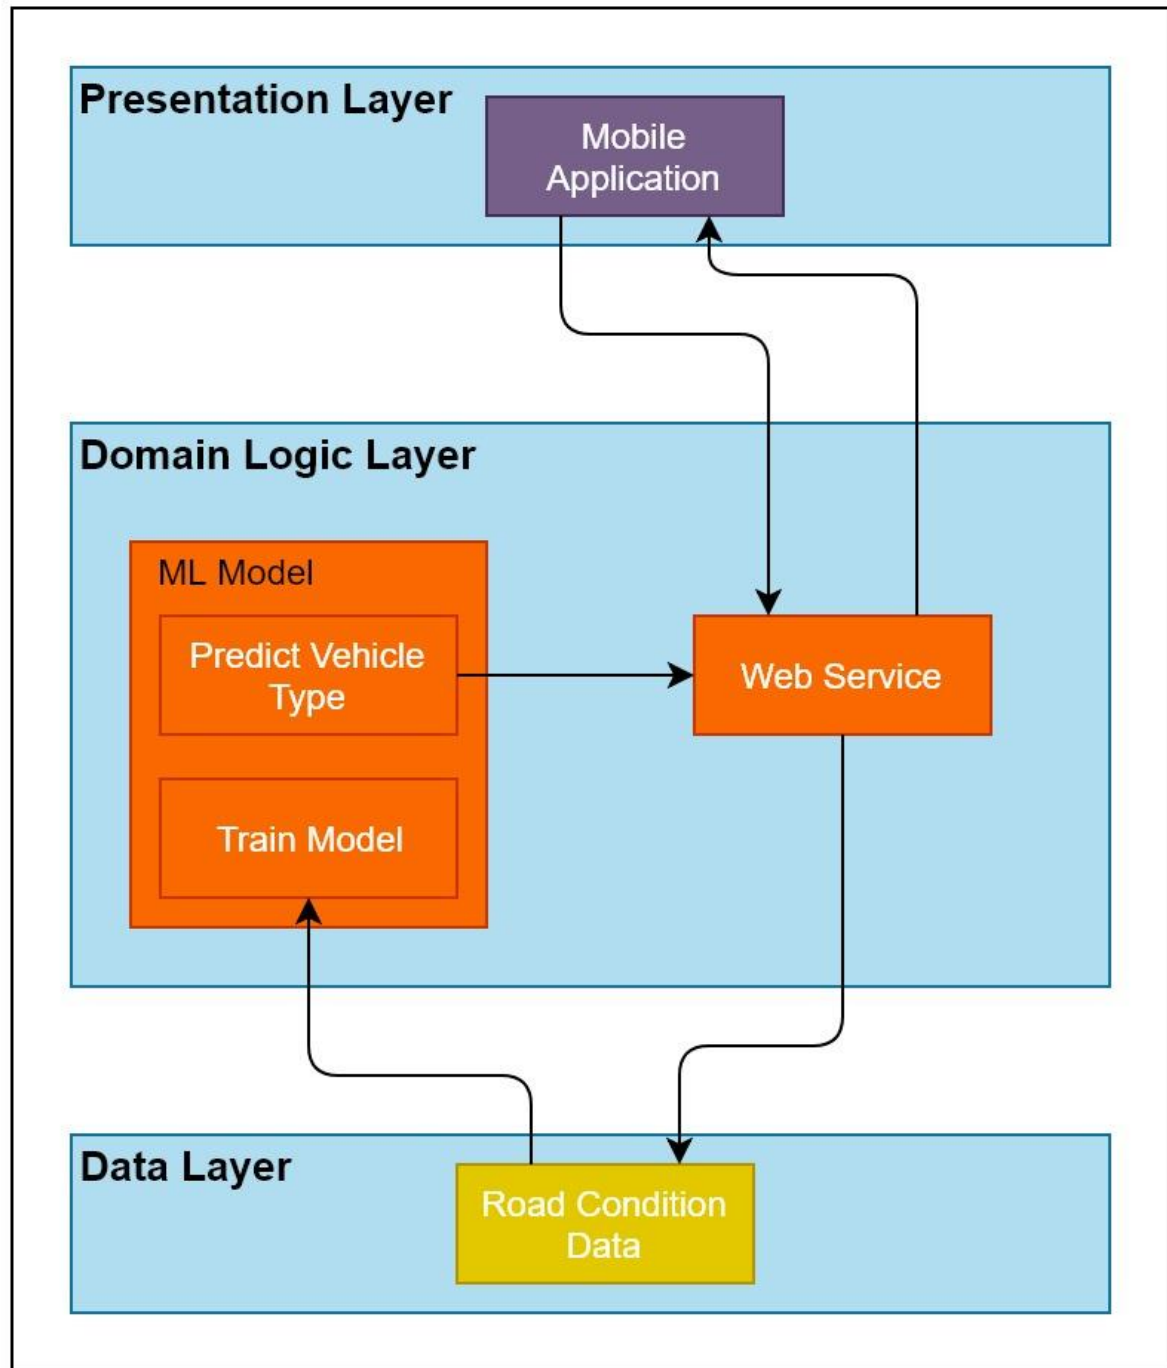 Presentation Layer
Mobile
Application
Domain Logic Layer
ML Model
Predict Vehicle
Type
Web Service
Train Model
Data Layer
Road Condition
Data